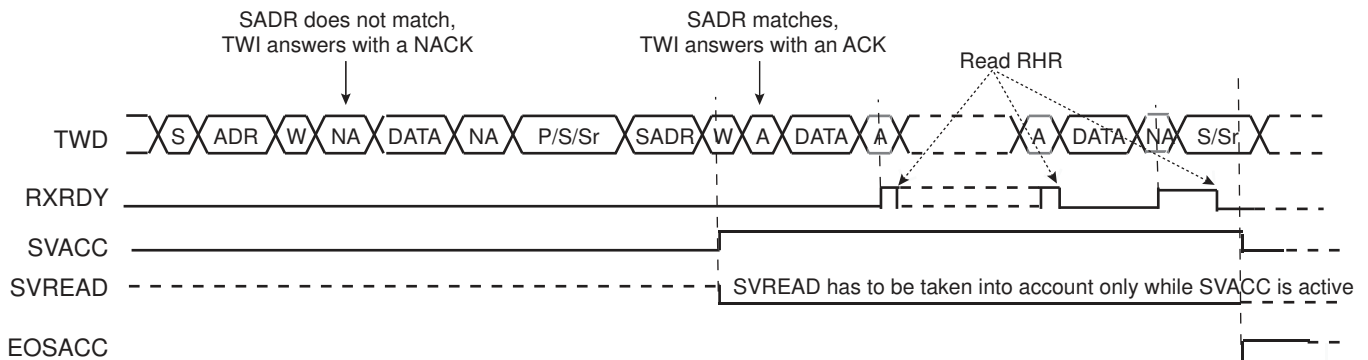 SADR does not match,
TWI answers with a NACK
SADR matches,
TWI answers with an ACK
Read RHR
TWD S ADR W NA DATA NA P/S/Sr SADR W A DATA A A DATA NA S/Sr
RXRDY
SVACC
SVREAD SVREAD has to be taken into account only while SVACC is active
EOSACC